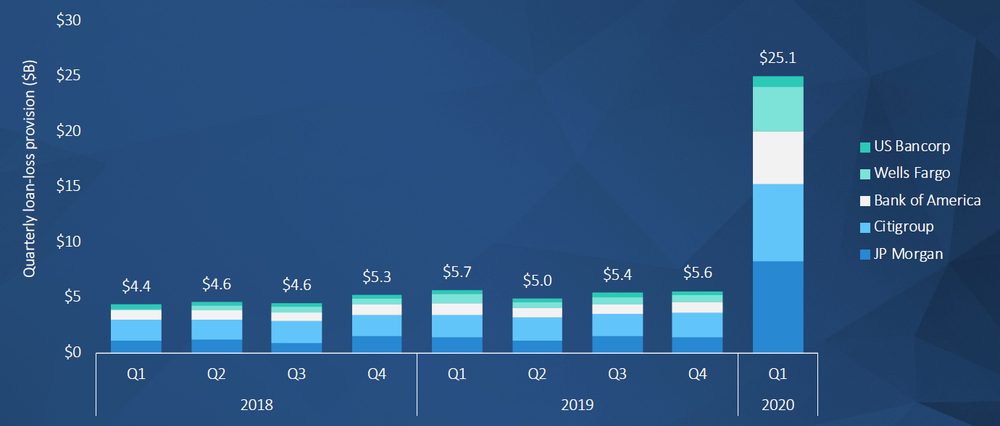 $30
$25
$20
$15
$10
$5
$0
Quarterly loan-loss provision ($B)
$4.4
$4.6
$4.6
$5.3
$5.7
$5.0
$5.4
$5.6
$25.1
Q1 Q2 Q3 Q4 Q1 Q2 Q3 Q4 Q1
2018 2019 2020
US Bancorp
Wells Fargo
Bank of America
Citigroup
JP Morgan